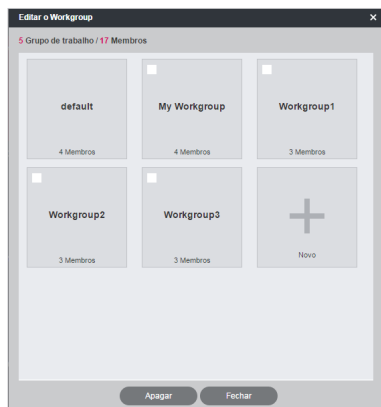 Editar o Workgroup
5 Grupo de trabalho / 17 Membros
default
My Workgroup
Workgroup1
4 Membros
4 Membros
3 Membros
Workgroup2
Workgroup3
3 Membros
3 Membros
Novo
Apagar
Fechar